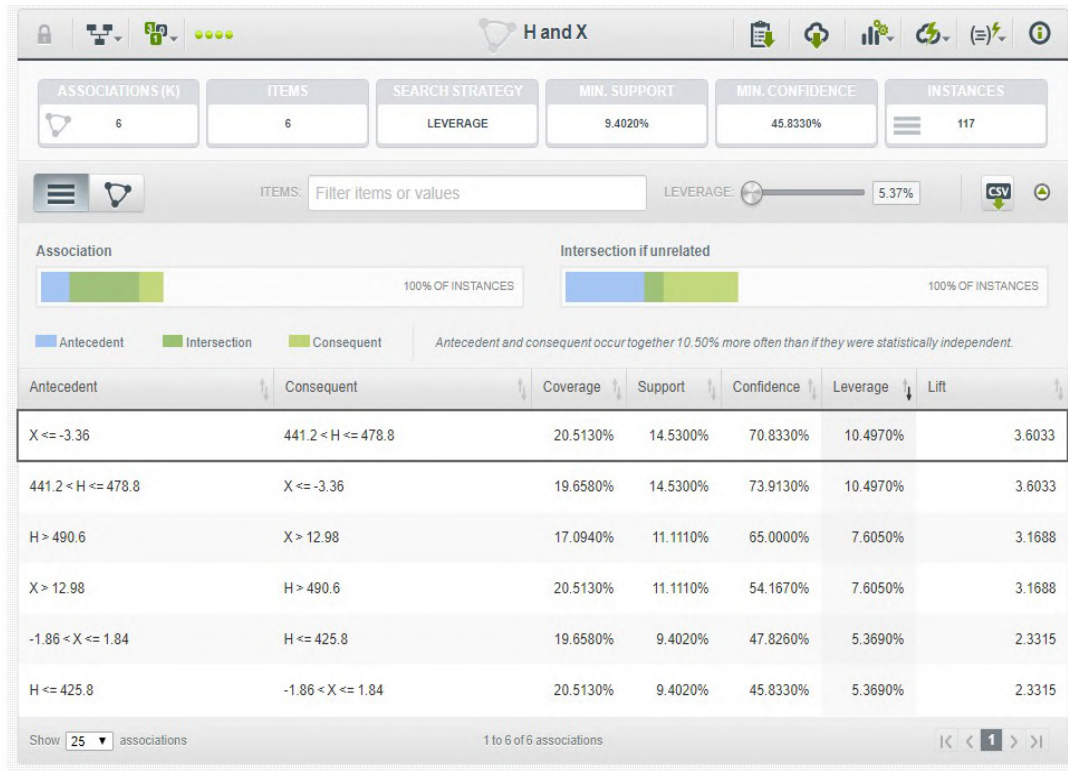 H and X
ASSOCIATIONS (K) ITEMS SEARCH STRATEGY MIN. SUPPORT MIN. CONFIDENCE INSTANCES
6 6 LEVERAGE 9.4020% 45.8330% 117
ITEMS: Filter items or values LEVERAGE: 5.37% CSV
Association Intersection if unrelated
100% OF INSTANCES 100% OF INSTANCES
Antecedent Intersection Consequent Antecedent and consequent occur together 10.50% more often than if they were statistically independent.
Antecedent Consequent Coverage Support Confidence Leverage Lift
X <= -3.36 441.2 < H <= 478.8 20.5130% 14.5300% 70.8330% 10.4970% 3.6033
441.2 < H <= 478.8 X <= -3.36 19.6580% 14.5300% 73.9130% 10.4970% 3.6033
H > 490.6 X > 12.98 17.0940% 11.1110% 65.0000% 7.6050% 3.1688
X > 12.98 H > 490.6 20.5130% 11.1110% 54.1670% 7.6050% 3.1688
-1.86 < X <= 1.84 H <= 425.8 19.6580% 9.4020% 47.8260% 5.3690% 2.3315
H <= 425.8 -1.86 < X <= 1.84 20.5130% 9.4020% 45.8330% 5.3690% 2.3315
Show 25 associations 1 to 6 of 6 associations 1